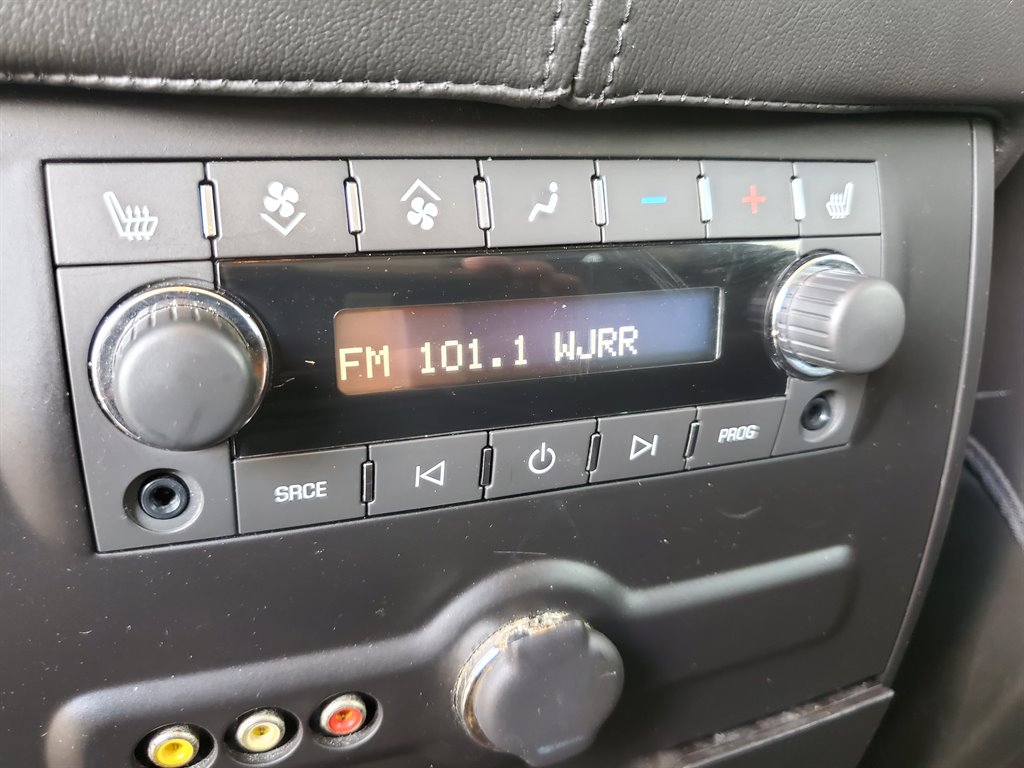 FM 101.1 WJRR
SRCE
PROG